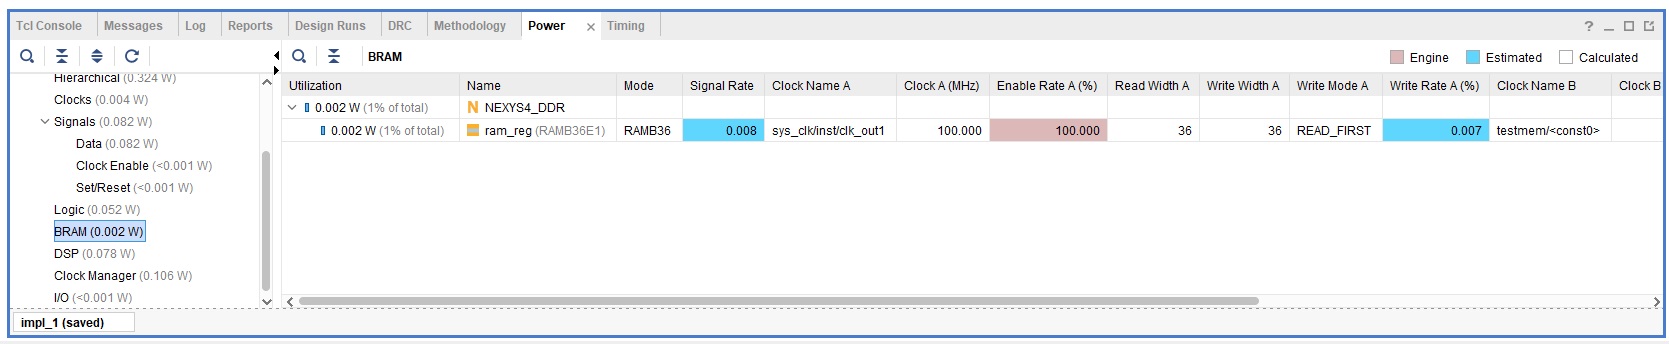 Tcl Console Messages Log Reports Design Runs DRC Methodology Power × Timing ?
BRAM Engine Estimated Calculated
Hierarchical (0.324 W)
Clocks (0.004 W)
Signals (0.082 W)
Data (0.082 W)
Clock Enable (<0.001 W)
Set/Reset (<0.001 W)
Logic (0.052 W)
BRAM (0.002 W)
DSP (0.078 W)
Clock Manager (0.106 W)
I/O (<0.001 W)
Utilization Name Mode Signal Rate Clock Name A Clock A (MHz) Enable Rate A (%) Read Width A Write Width A Write Mode A Write Rate A (%) Clock Name B Clock B
0.002 W (1% of total) N NEXYS4_DDR
0.002 W (1% of total) ram_reg (RAMB36E1) RAMB36 0.008 sys_clk/inst/clk_out1 100.000 100.000 36 36 READ_FIRST 0.007 testmem/<const0>
impl_1 (saved)